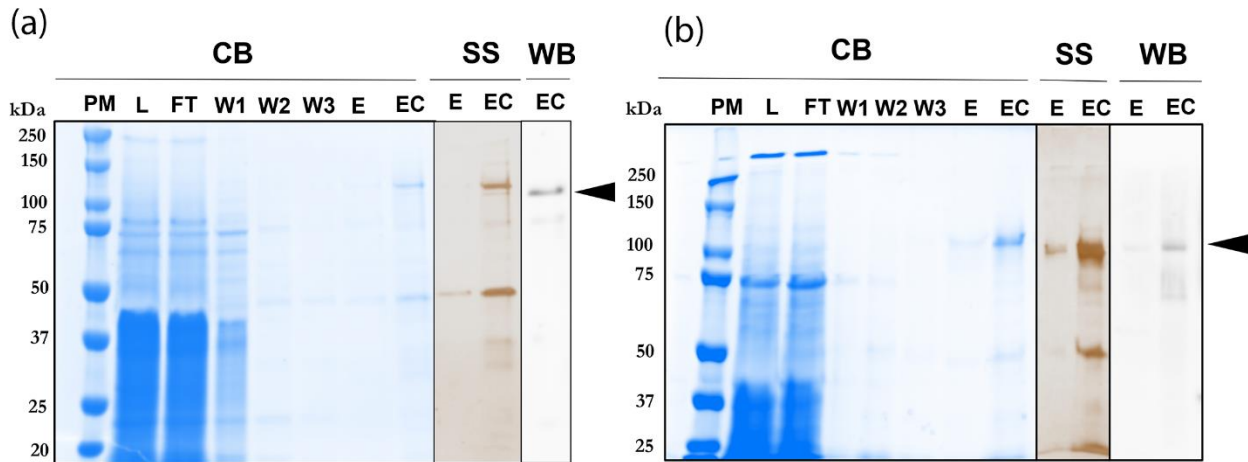 (a)
CB SS WB
kDa PM L FT W1 W2 W3 E EC E EC EC
250
150
100
75
50
37
25
20
(b)
CB SS WB
kDa PM L FT W1 W2 W3 E EC E EC E EC
250
150
100
75
50
37
25